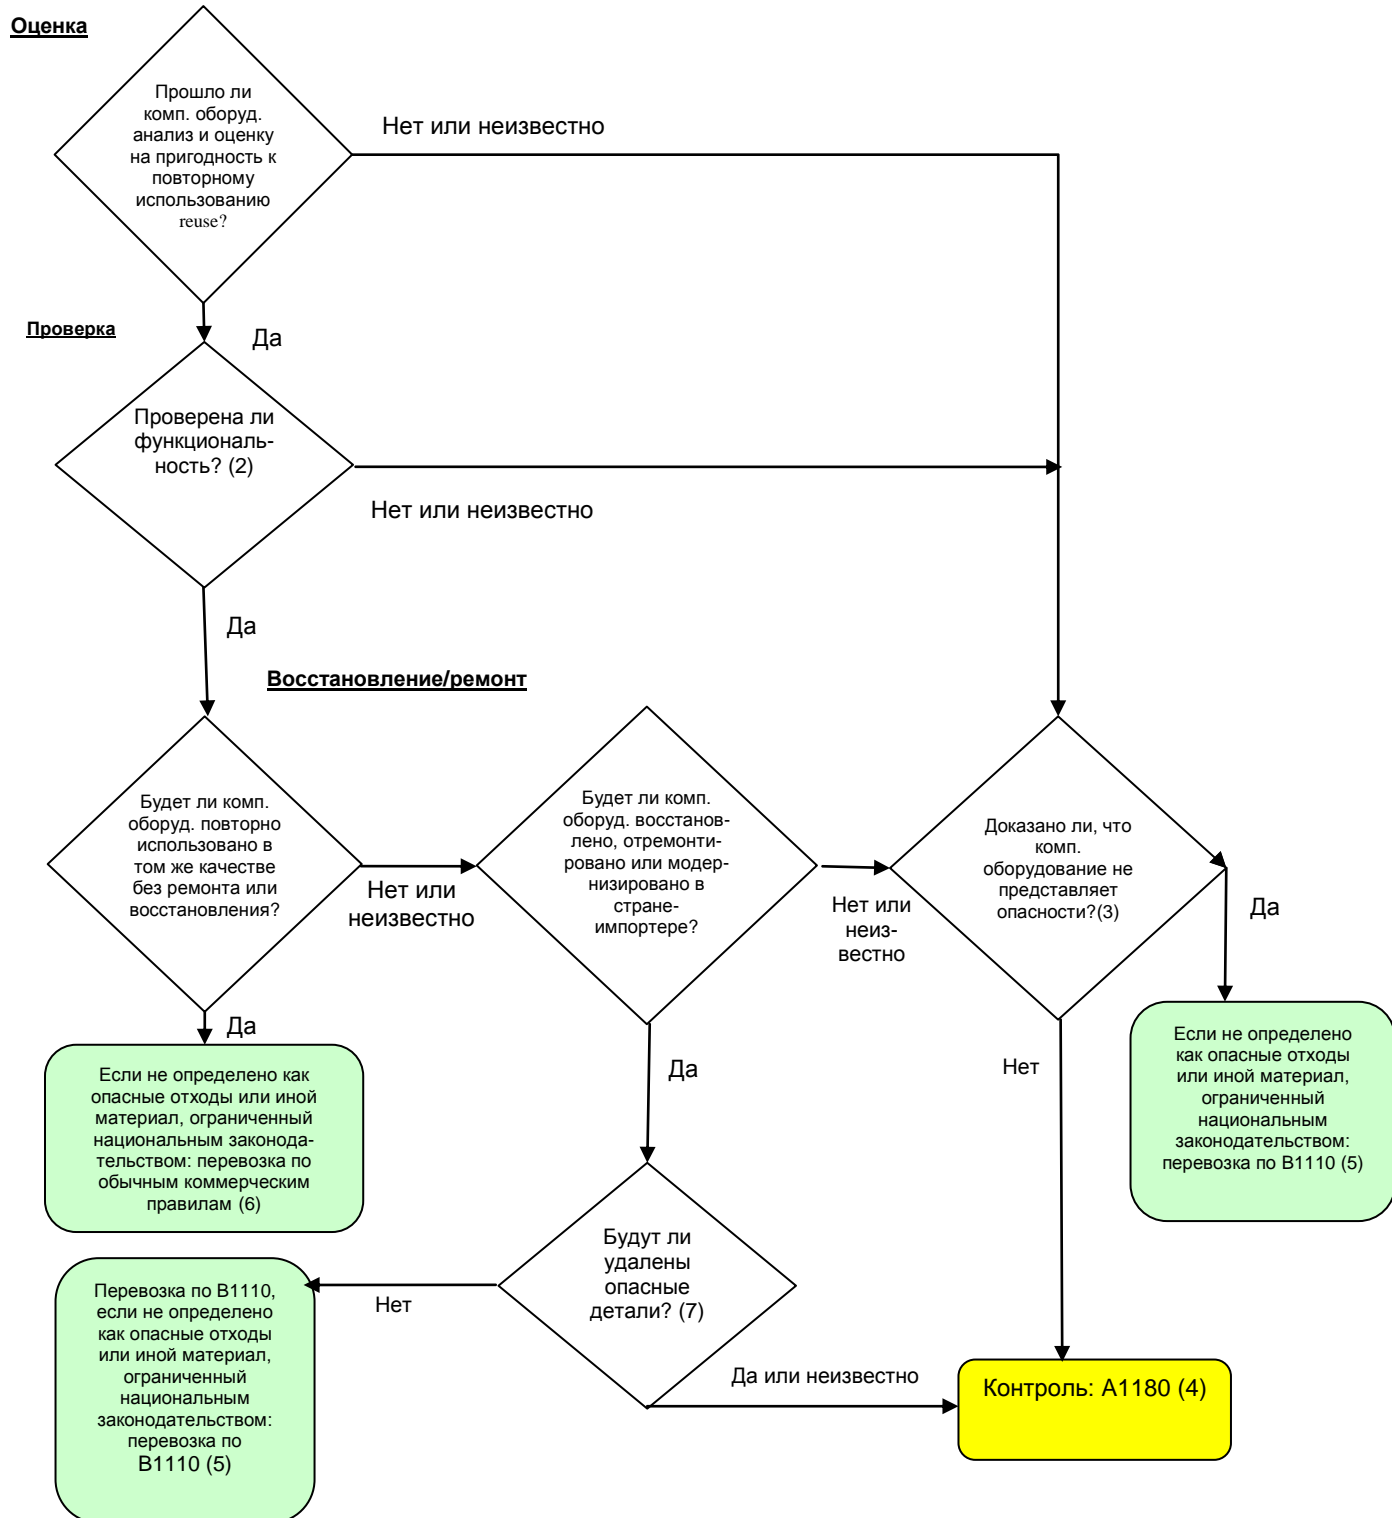 Оценка
Прошло ли
комп. оборуд.
анализ и оценку
на пригодность к
повторному
использованию
reuse?
Нет или неизвестно
Проверка
Да
Проверена ли
функциональ-
ность? (2)
Нет или неизвестно
Да
Восстановление/ремонт
Будет ли комп.
оборуд. повторно
использовано в
том же качестве
без ремонта или
восстановления?
Нет или
неизвестно
Будет ли комп.
оборуд. восстанов-
лено, отремонти-
ировано или модер-
низировано в
стране-
импортере?
Нет или
неиз-
вестно
Доказано ли, что
комп.
оборудование не
представляет
опасности?(3)
Да
Да
Если не определено как
опасные отходы или иной
материал, ограниченный
национальным законода-
тельством: перевозка по
обычным коммерческим
правилам (6)
Да
Нет
Если не определено
как опасные отходы
или иной материал,
ограниченный
национальным
законодательством:
перевозка по B1110 (5)
Будут ли
удалены
опасные
детали? (7)
Нет
Перевозка по B1110,
если не определено
как опасные отходы
или иной материал,
ограниченный
национальным
законодательством:
перевозка по
B1110 (5)
Да или неизвестно
Контроль: A1180 (4)